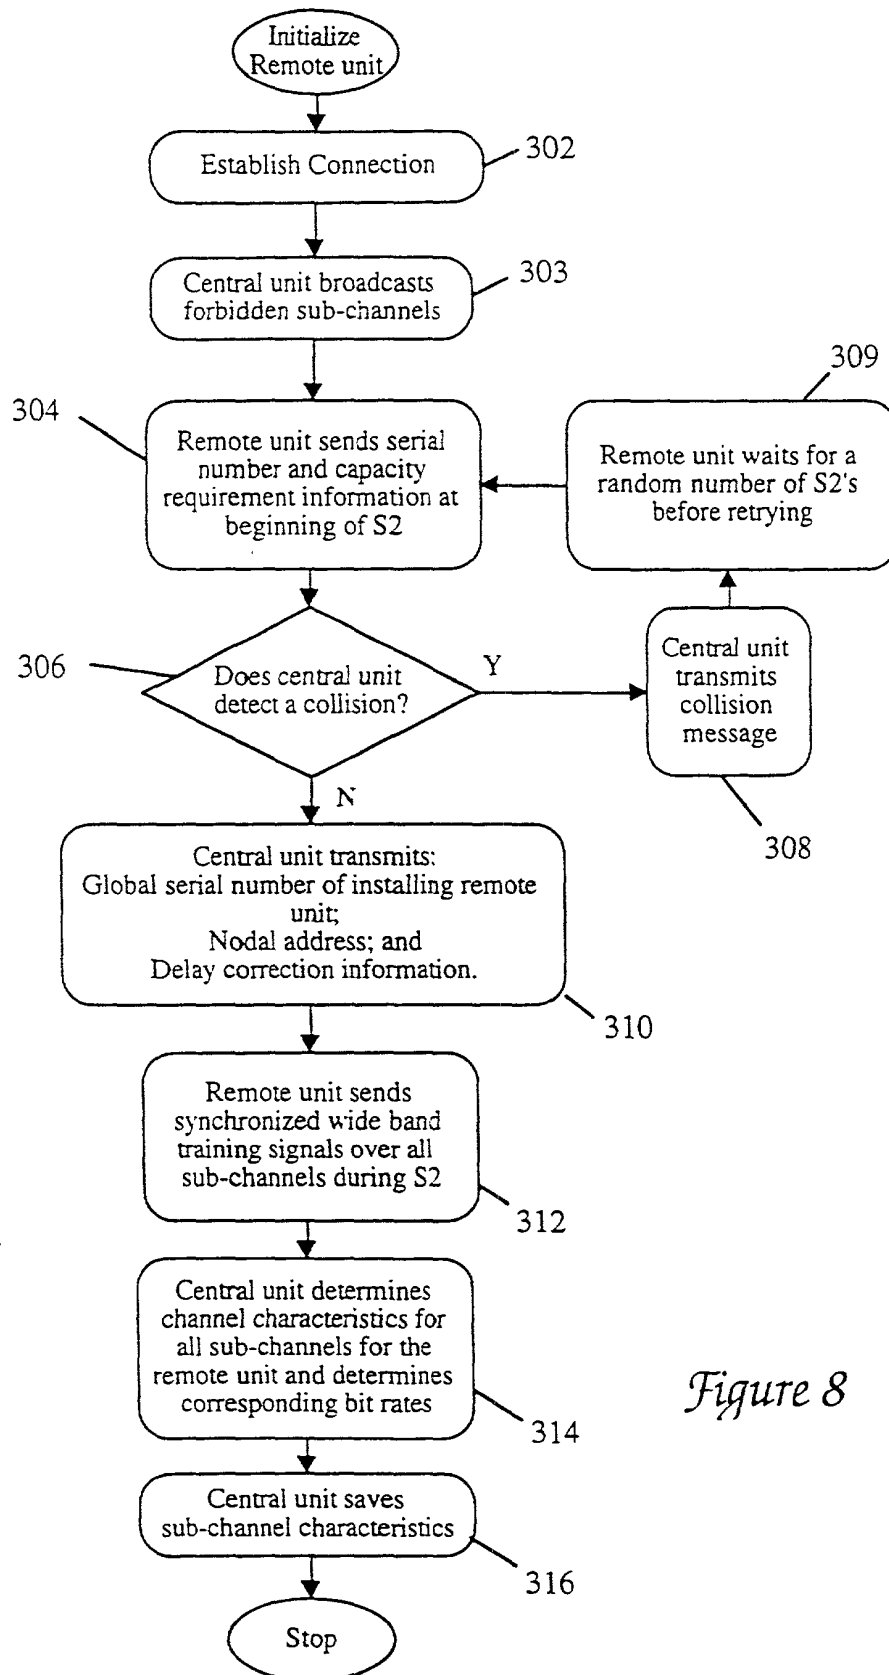 Initialize
Remote unit
Establish Connection
302
Central unit broadcasts
forbidden sub-channels
303
304
Remote unit sends serial
number and capacity
requirement information at
beginning of S2
309
Remote unit waits for a
random number of S2's
before retrying
306
Does central unit
detect a collision?
Y
Central unit
transmits
collision
message
308
N
Central unit transmits:
Global serial number of installing remote
unit;
Nodal address; and
Delay correction information.
310
Remote unit sends
synchronized wide band
training signals over all
sub-channels during S2
312
Central unit determines
channel characteristics for
all sub-channels for the
remote unit and determines
corresponding bit rates
314
Figure 8
Central unit saves
sub-channel characteristics
316
Stop